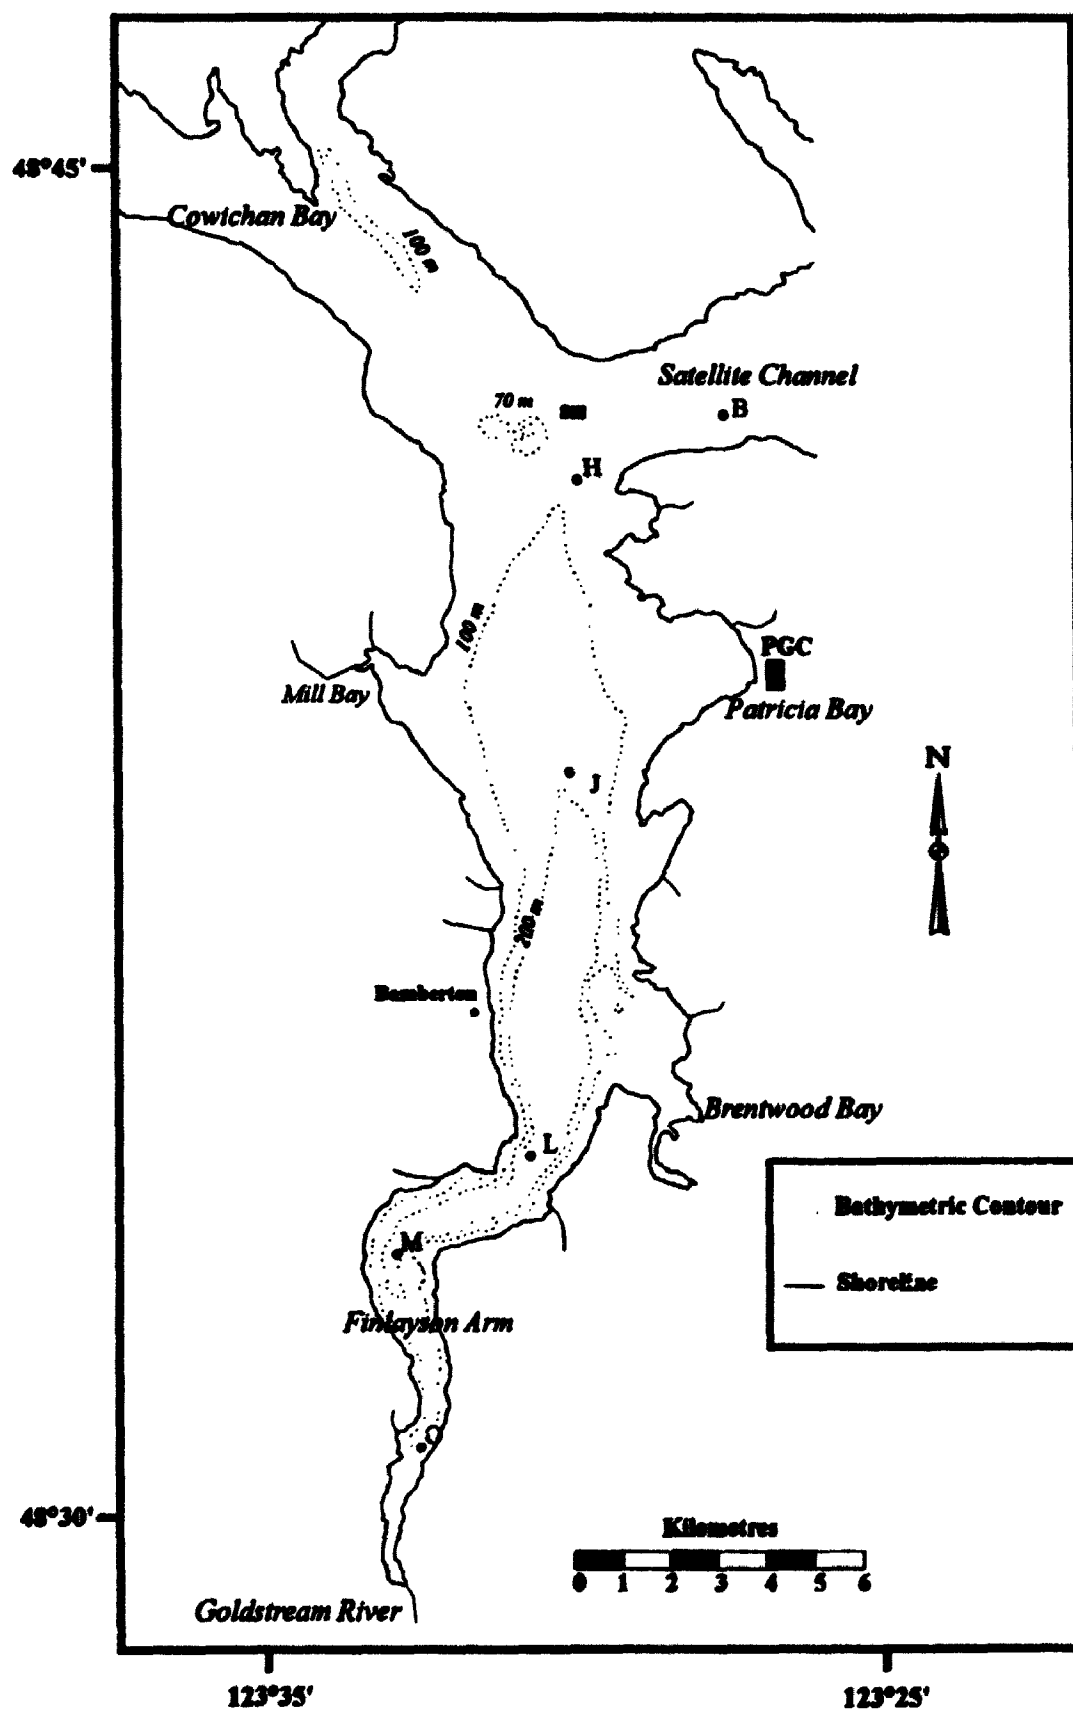 48°45'
Cowichan Bay
100 m
Satellite Channel
70 m
B
H
100 m
PGC
Mill Bay
Patricia Bay
N
J
200 m
Bamberton
Brentwood Bay
L
Bathymetric Contour
M
Shoreline
Finlayson Arm
Q
48°30'
Kilometres
0 1 2 3 4 5 6
Goldstream River
123°35'
123°25'